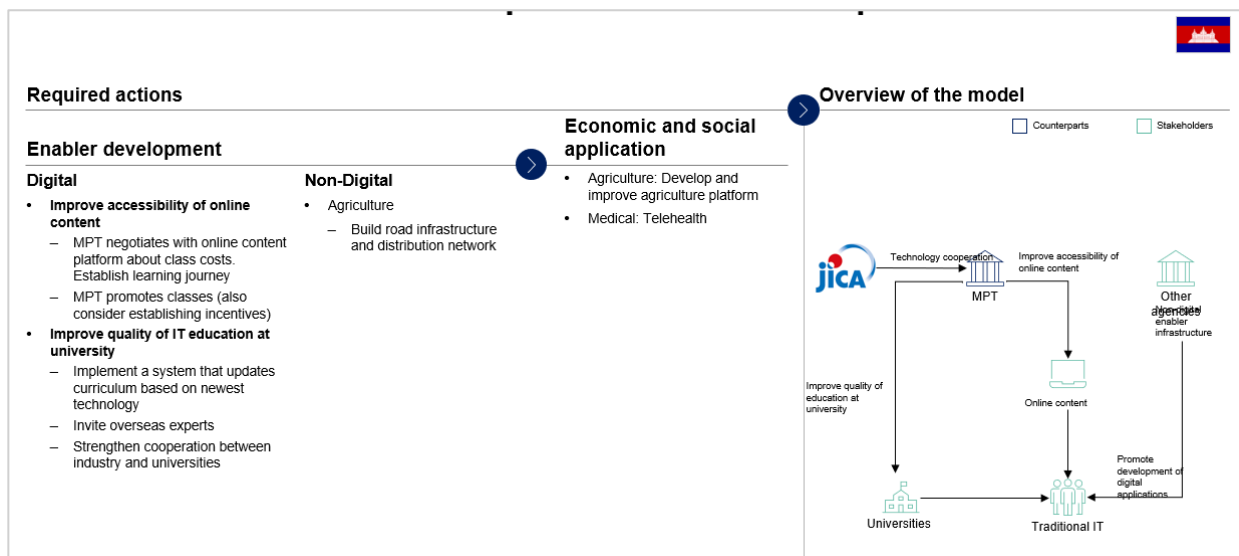 Required actions
Overview of the model
Counterparts
Stakeholders
Enabler development
Economic and social
application
Digital
• Improve accessibility of online
content
– MPT negotiates with online content
platform about class costs.
Establish learning journey
– MPT promotes classes (also
consider establishing incentives)
• Improve quality of IT education at
university
– Implement a system that updates
curriculum based on newest
technology
– Invite overseas experts
– Strengthen cooperation between
industry and universities
Non-Digital
• Agriculture
– Build road infrastructure
and distribution network
• Agriculture: Develop and
improve agriculture platform
• Medical: Telehealth
jICA
Technology cooperation
MPT
Improve accessibility of
online content
Other
agencies
Non-digital
enabler
infrastructure
Improve quality of
education at
university
Online content
Promote
development of
digital
applications
Universities
Traditional IT